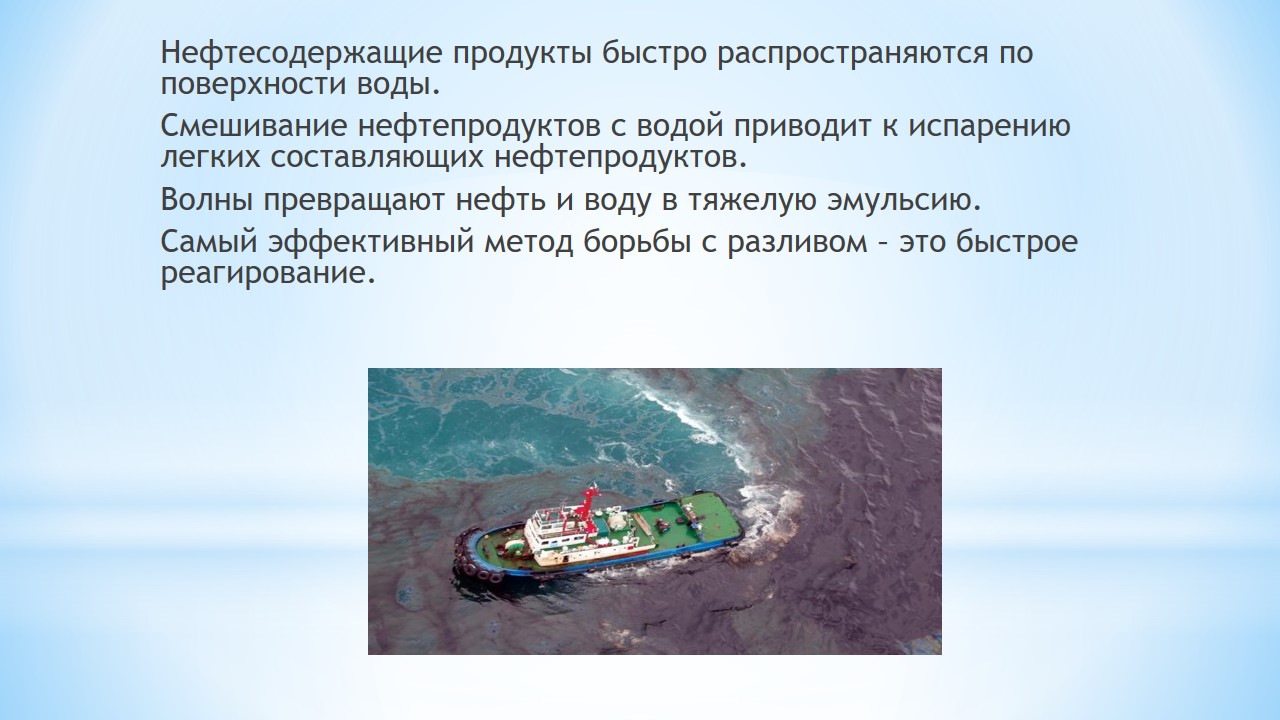 Нефтесодержащие продукты быстро распространяются по
поверхности воды.
Смешивание нефтепродуктов с водой приводит к испарению
легких составляющих нефтепродуктов.
Волны превращают нефть и воду в тяжелую эмульсию.
Самый эффективный метод борьбы с разливом – это быстрое
реагирование.